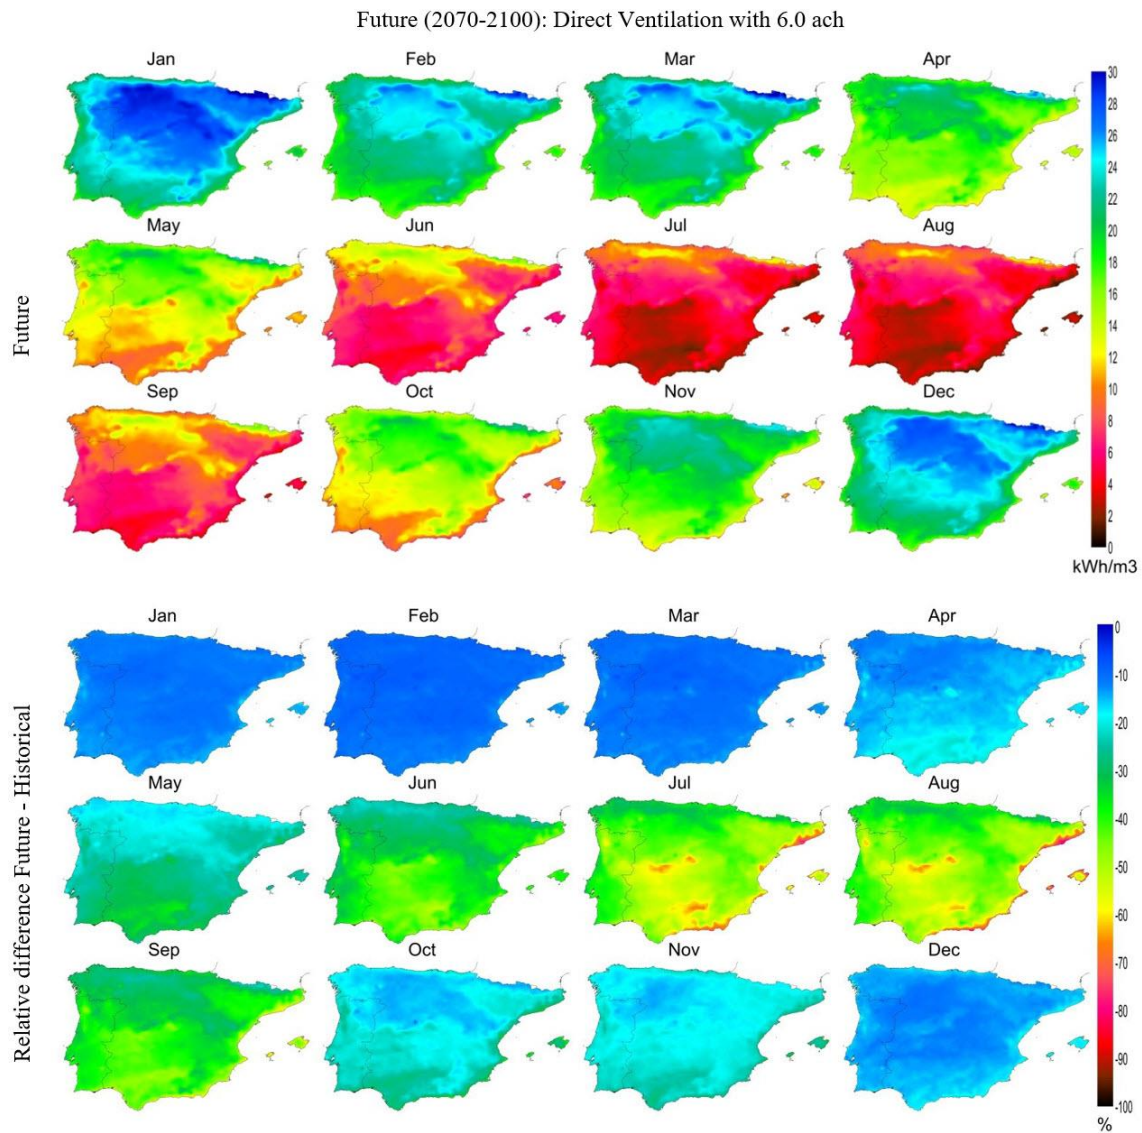 Future (2070-2100): Direct Ventilation with 6.0 ach
Jan
Feb
Mar
Apr
May
Jun
Jul
Aug
Sep
Oct
Nov
Dec
Future
30
28
26
24
22
20
18
16
14
12
10
8
6
4
2
0
kWh/m3
Jan
Feb
Mar
Apr
May
Jun
Jul
Aug
Sep
Oct
Nov
Dec
Relative difference Future - Historical
0
-10
-20
-30
-40
-50
-60
-70
-80
-90
-100
%